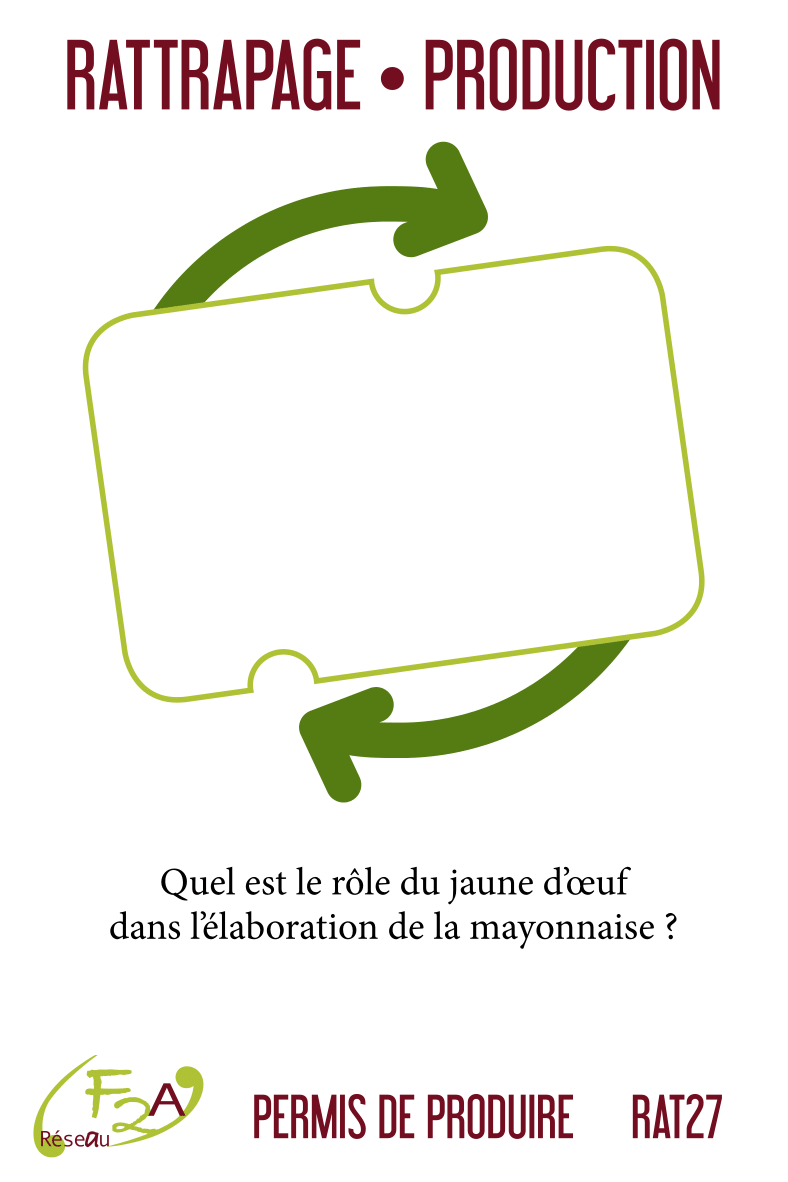 RATTRAPAGE • PRODUCTION
Quel est le rôle du jaune d’œuf
dans l’élaboration de la mayonnaise ?
F2A
Réseau
PERMIS DE PRODUIRE RAT27